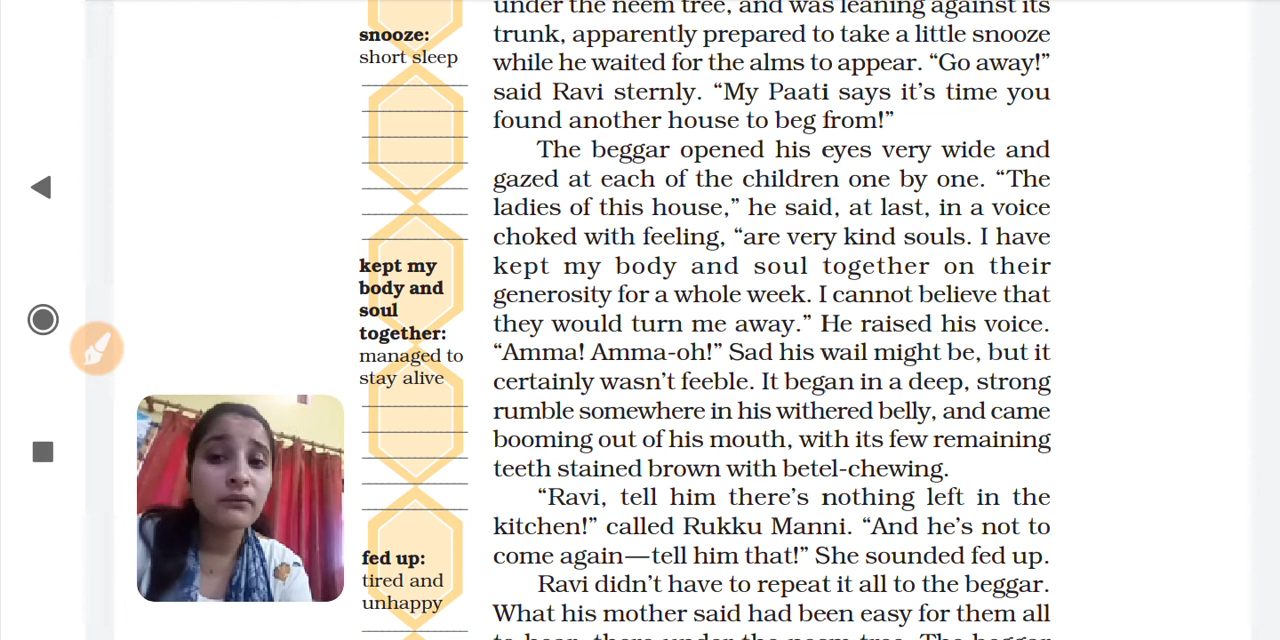 snooze:
short sleep
kept my
body and
soul
together:
managed to
stay alive
fed up:
tired and
unhappy
under the neem tree, and was leaning against its
trunk, apparently prepared to take a little snooze
while he waited for the alms to appear. “Go away!”
said Ravi sternly. “My Paati says it’s time you
found another house to beg from!”
The beggar opened his eyes very wide and
gazed at each of the children one by one. “The
ladies of this house,” he said, at last, in a voice
choked with feeling, “are very kind souls. I have
kept my body and soul together on their
generosity for a whole week. I cannot believe that
they would turn me away.” He raised his voice.
“Amma! Amma-oh!” Sad his wail might be, but it
certainly wasn’t feeble. It began in a deep, strong
rumble somewhere in his withered belly, and came
booming out of his mouth, with its few remaining
teeth stained brown with betel-chewing.
“Ravi, tell him there’s nothing left in the
kitchen!” called Rukku Manni. “And he’s not to
come again—tell him that!” She sounded fed up.
Ravi didn’t have to repeat it all to the beggar.
What his mother said had been easy for them all
to hear, there under the neem tree. The beggar